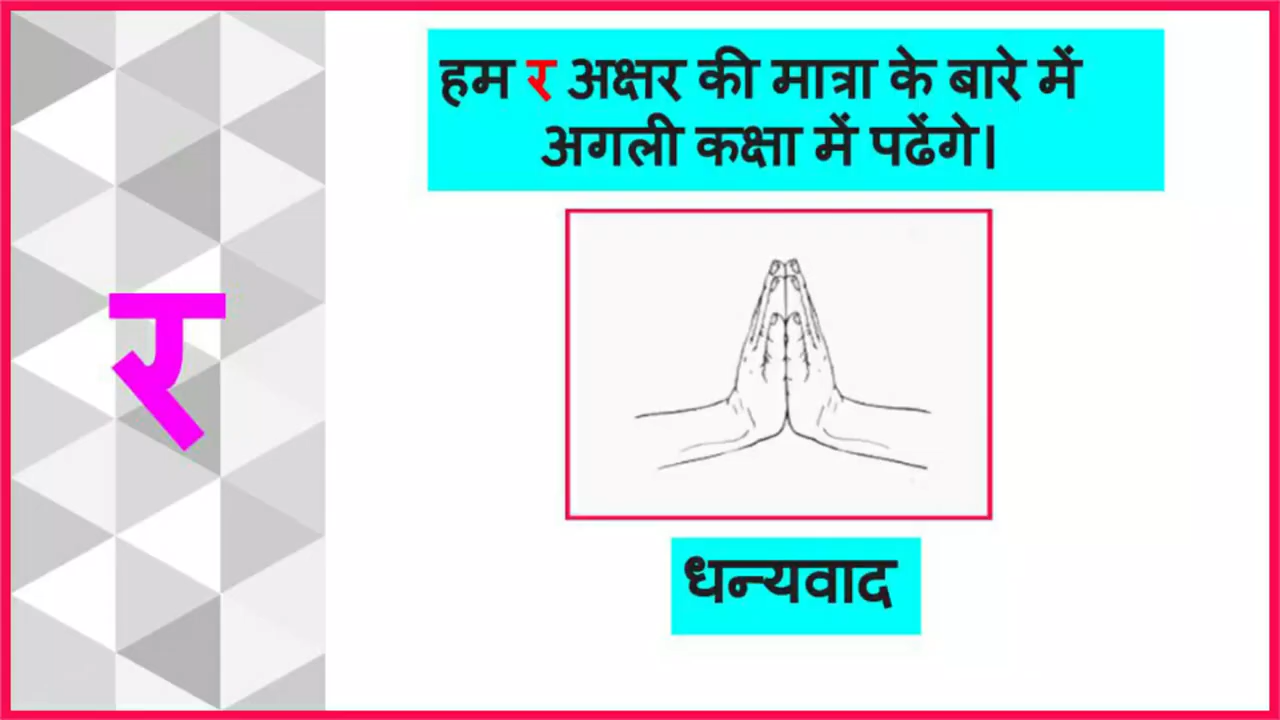 हम र अक्षर की मात्रा के बारे में
अगली कक्षा में पढेंगे।
र
धन्यवाद